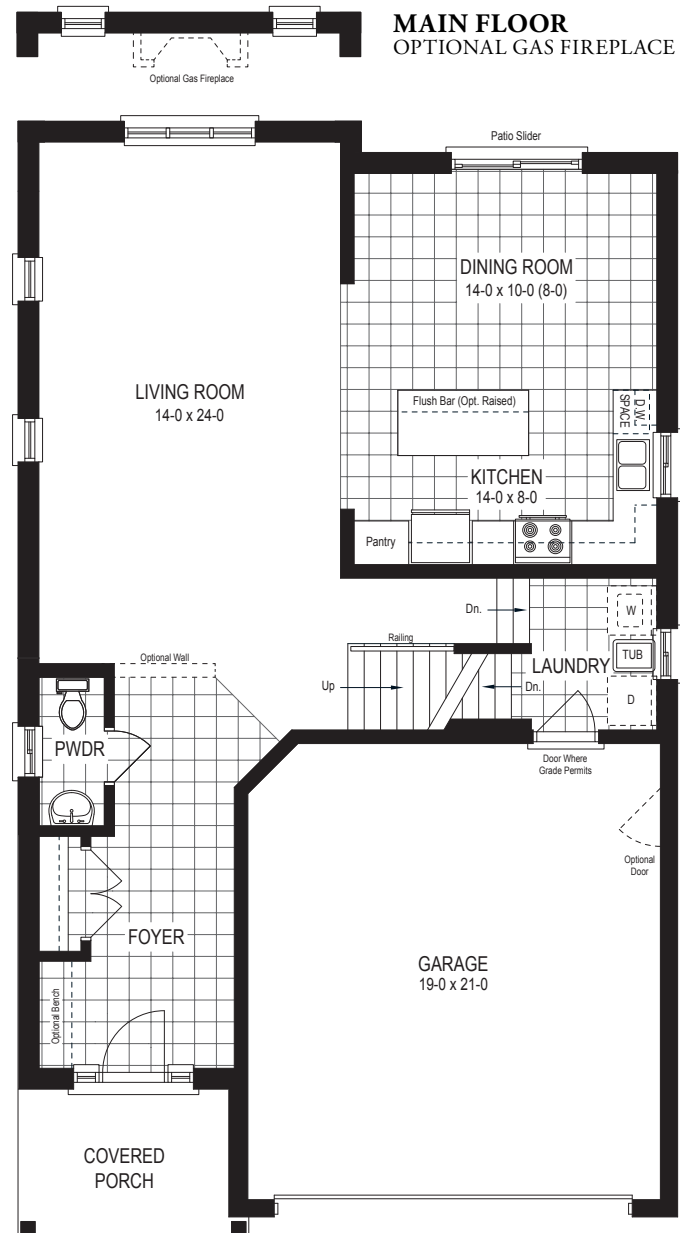 MAIN FLOOR
OPTIONAL GAS FIREPLACE
Optional Gas Fireplace
Patio Slider
DINING ROOM
14-0 x 10-0 (8-0)
LIVING ROOM
14-0 x 24-0
Flush Bar (Opt. Raised)
D.W.
SPACE
KITCHEN
14-0 x 8-0
Pantry
Dn.
W
Railing
Optional Wall
TUB
LAUNDRY
Up
Dn.
D
PWDR
Door Where
Grade Permits
Optional
Door
FOYER
GARAGE
19-0 x 21-0
Optional Bench
COVERED
PORCH